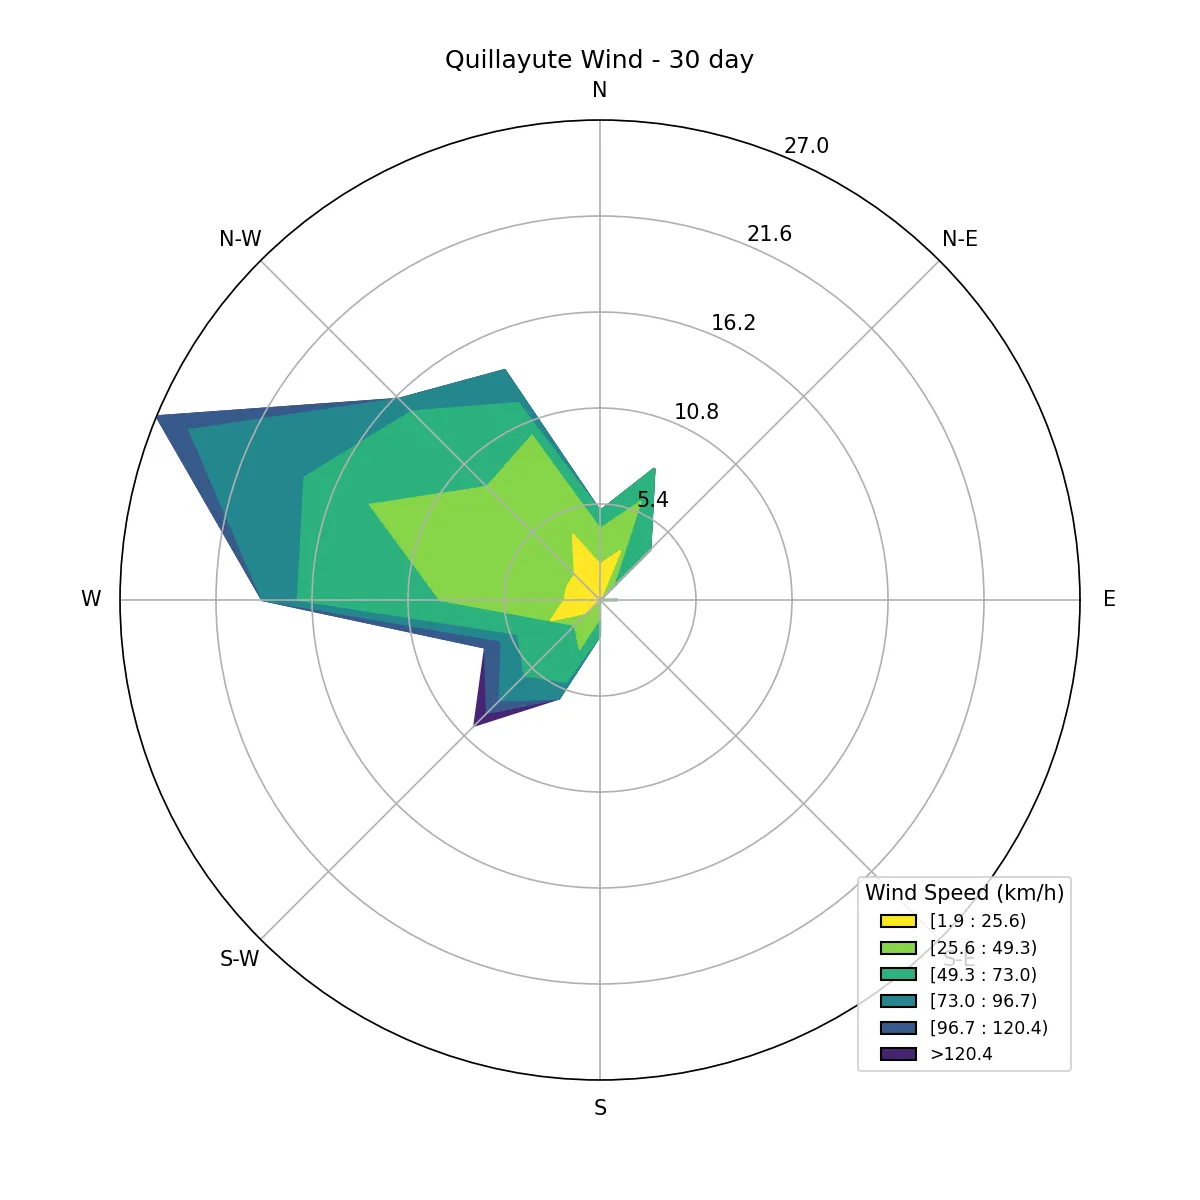 Quillayute Wind - 30 day
N
27.0
N-W
21.6
N-E
16.2
10.8
5.4
W
E
S-W
S-E
S
Wind Speed (km/h)
[1.9 : 25.6)
[25.6 : 49.3)
[49.3 : 73.0)
[73.0 : 96.7)
[96.7 : 120.4)
>120.4